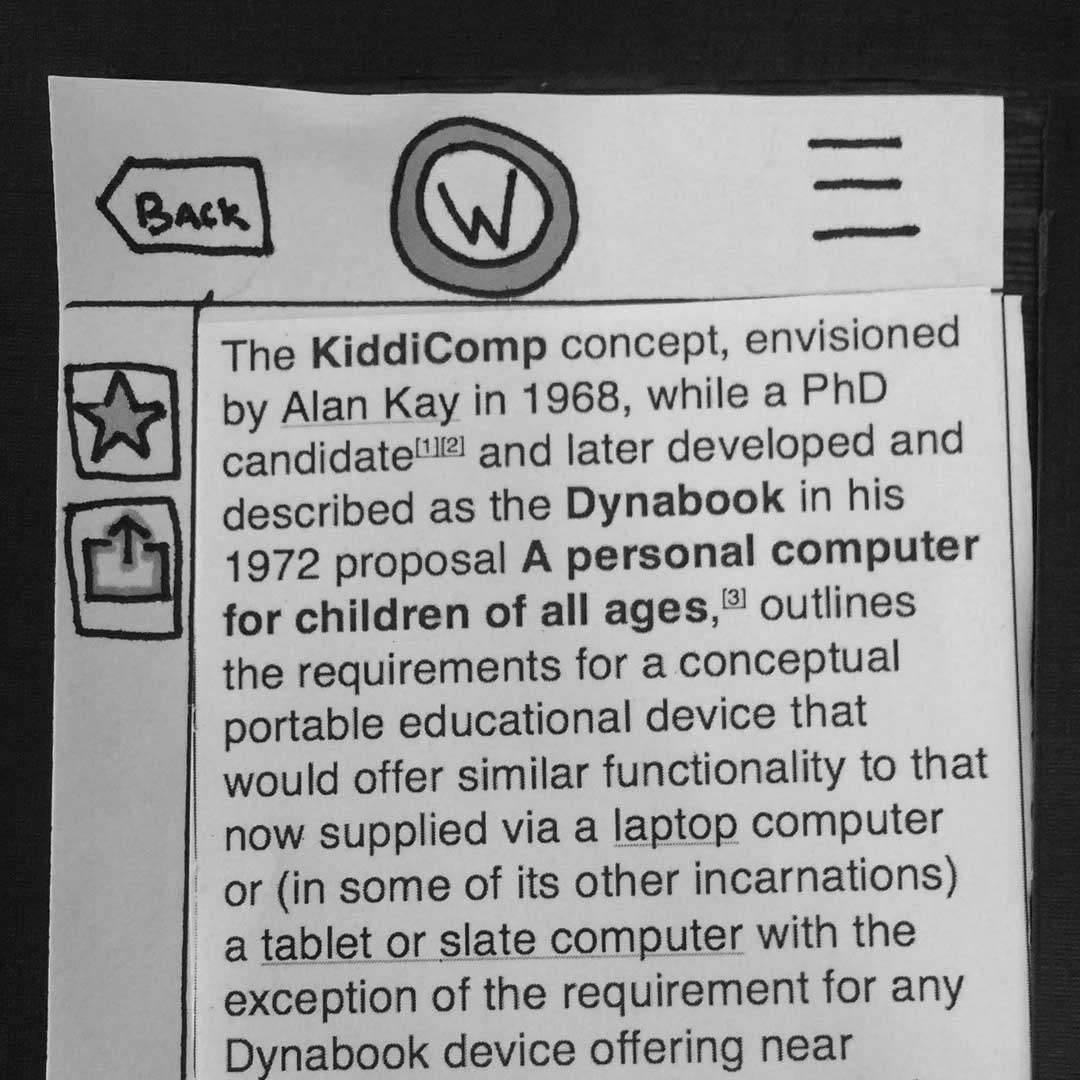 BACK
W
The KiddiComp concept, envisioned
by Alan Kay in 1968, while a PhD
candidate[1][2] and later developed and
described as the Dynabook in his
1972 proposal A personal computer
for children of all ages,[3] outlines
the requirements for a conceptual
portable educational device that
would offer similar functionality to that
now supplied via a laptop computer
or (in some of its other incarnations)
a tablet or slate computer with the
exception of the requirement for any
Dynabook device offering near